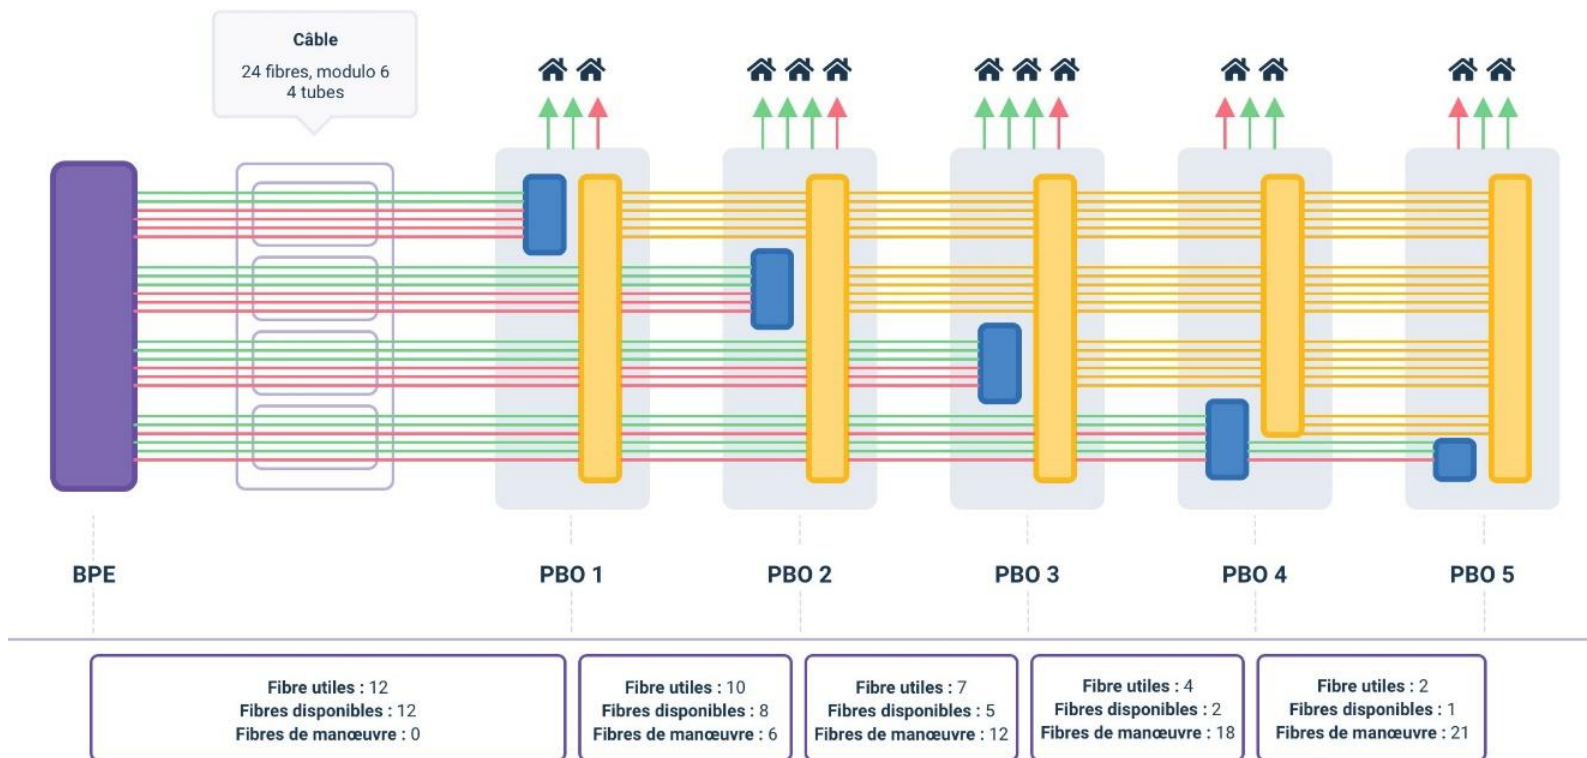 Câble
24 fibres, modulo 6
4 tubes
BPE
PBO 1
PBO 2
PBO 3
PBO 4
PBO 5
Fibre utiles : 12
Fibres disponibles : 12
Fibres de manœuvre : 0
Fibre utiles : 10
Fibres disponibles : 8
Fibres de manœuvre : 6
Fibre utiles : 7
Fibres disponibles : 5
Fibres de manœuvre : 12
Fibre utiles : 4
Fibres disponibles : 2
Fibres de manœuvre : 18
Fibre utiles : 2
Fibres disponibles : 1
Fibres de manœuvre : 21